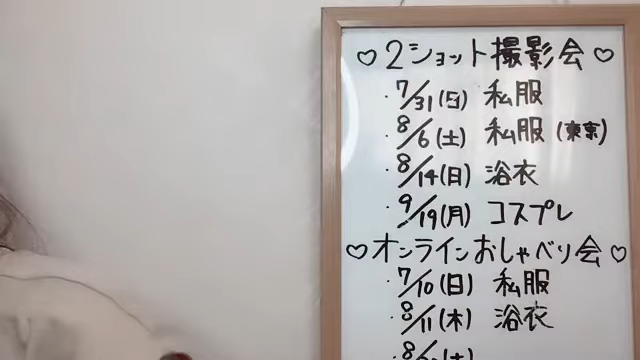 ♡2ショット撮影会♡
・7/31(日) 私服
・8/6(土) 私服(東京)
・8/14(日) 浴衣
・9/19(月) コスプレ
♡オンラインおしゃべり会♡
・7/10(日) 私服
・8/11(木) 浴衣